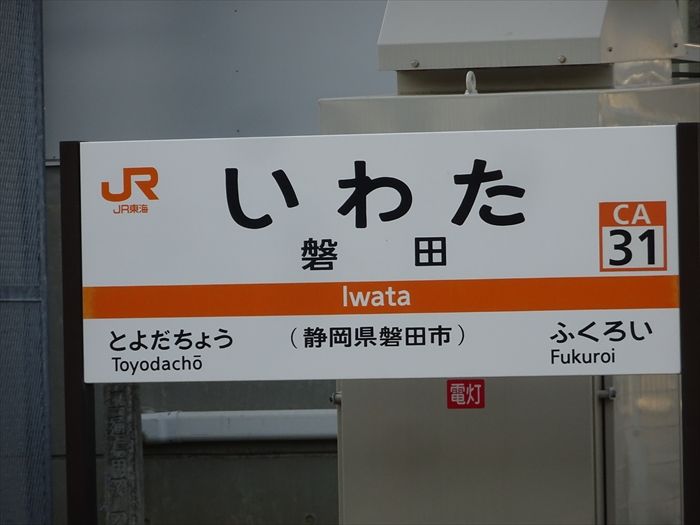 JR
JR東海
いわた
磐田
CA
31
Iwata
とよだちょう
Toyodachō
（静岡県磐田市）
ふくろい
Fukuroi
電灯